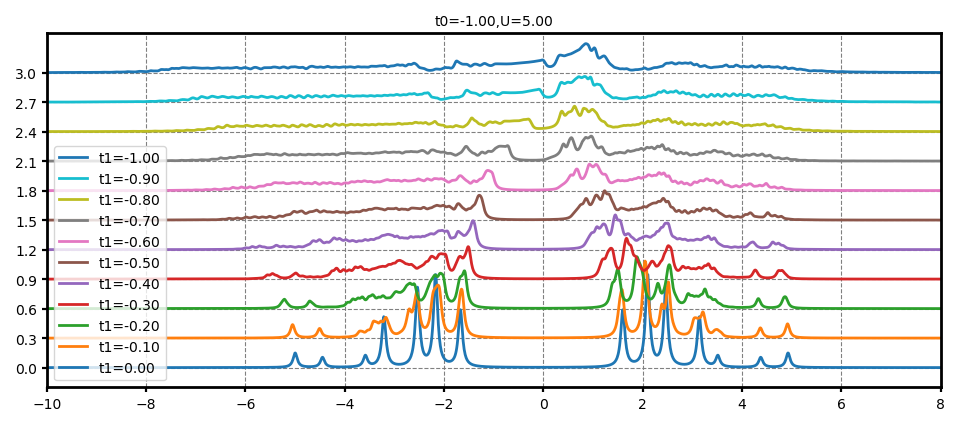 t0=-1.00,U=5.00
3.0
2.7
2.4
2.1
1.8
1.5
1.2
0.9
0.6
0.3
0.0
t1=-1.00
t1=-0.90
t1=-0.80
t1=-0.70
t1=-0.60
t1=-0.50
t1=-0.40
t1=-0.30
t1=-0.20
t1=-0.10
t1=0.00
−10 −8 −6 −4 −2 0 2 4 6 8